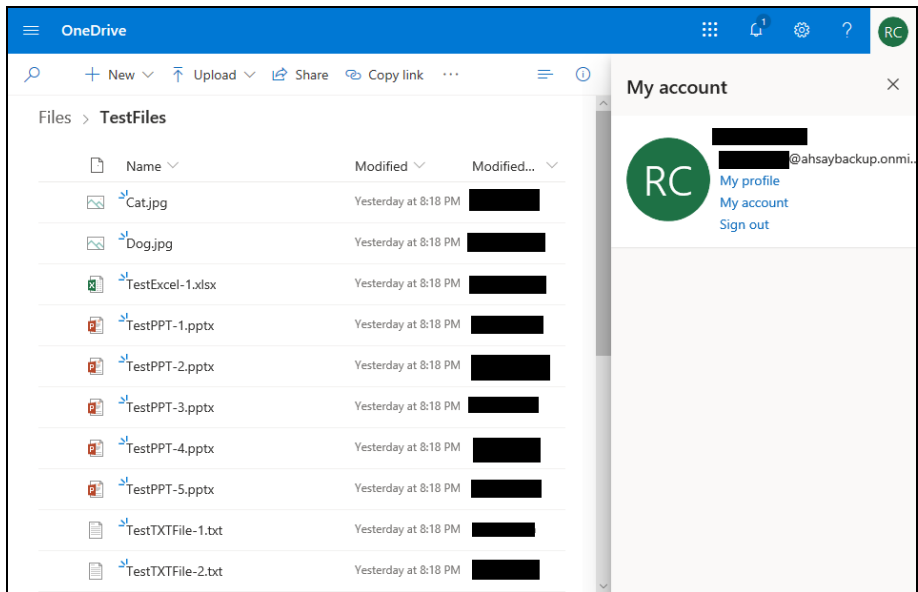 OneDrive
1
?
RC
New
Upload
Share
Copy link
...
My account
Files > TestFiles
Name
Modified
Modified...
@ahsaybackup.onmi..
RC
My profile
My account
Sign out
Cat.jpg
Yesterday at 8:18 PM
Dog.jpg
Yesterday at 8:18 PM
TestExcel-1.xlsx
Yesterday at 8:18 PM
TestPPT-1.pptx
Yesterday at 8:18 PM
TestPPT-2.pptx
Yesterday at 8:18 PM
TestPPT-3.pptx
Yesterday at 8:18 PM
TestPPT-4.pptx
Yesterday at 8:18 PM
TestPPT-5.pptx
Yesterday at 8:18 PM
TestTXTFile-1.txt
Yesterday at 8:18 PM
TestTXTFile-2.txt
Yesterday at 8:18 PM